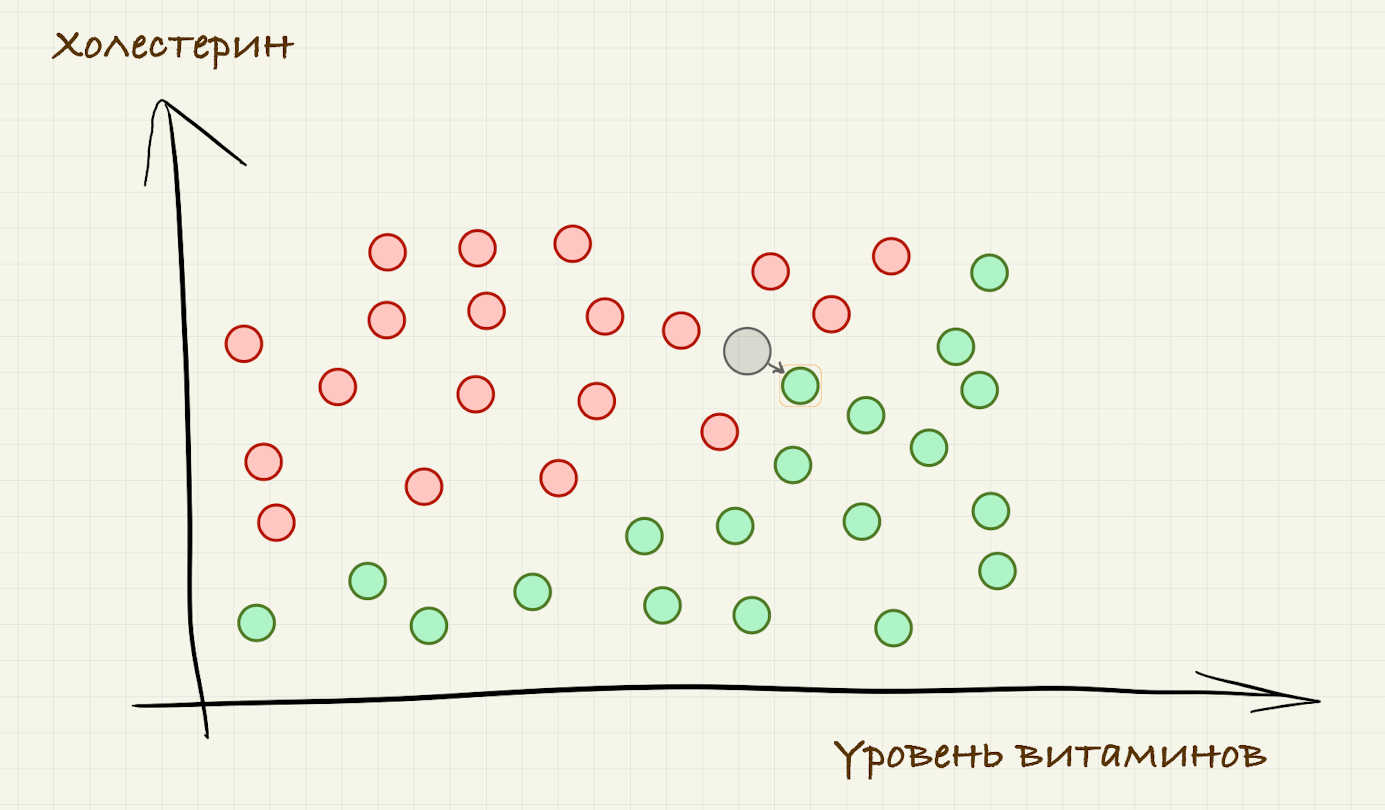 Холестерин
Уровень витаминов